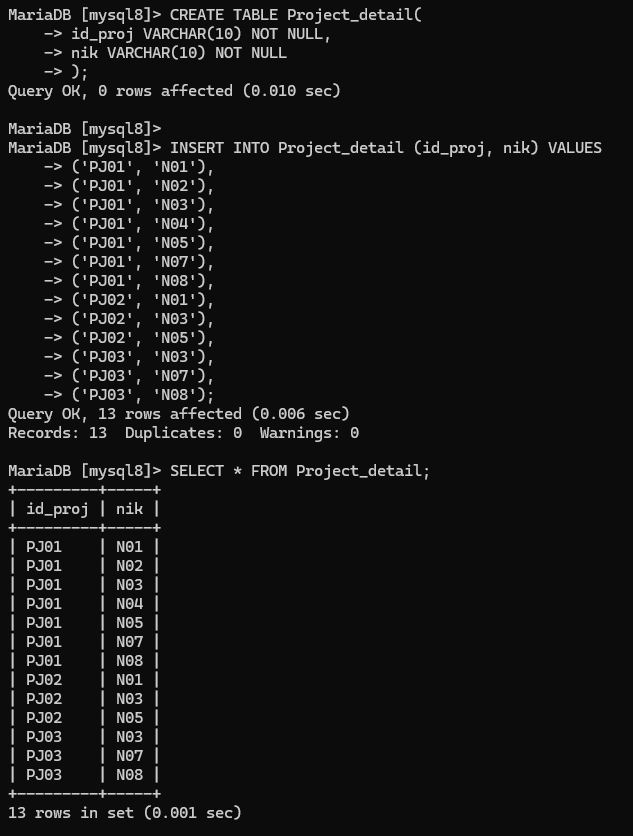 MariaDB [mysql8]> CREATE TABLE Project_detail(
    -> id_proj VARCHAR(10) NOT NULL,
    -> nik VARCHAR(10) NOT NULL
    -> );
Query OK, 0 rows affected (0.010 sec)

MariaDB [mysql8]>
MariaDB [mysql8]> INSERT INTO Project_detail (id_proj, nik) VALUES
    -> ('PJ01', 'N01'),
    -> ('PJ01', 'N02'),
    -> ('PJ01', 'N03'),
    -> ('PJ01', 'N04'),
    -> ('PJ01', 'N05'),
    -> ('PJ01', 'N07'),
    -> ('PJ01', 'N08'),
    -> ('PJ02', 'N01'),
    -> ('PJ02', 'N03'),
    -> ('PJ02', 'N05'),
    -> ('PJ03', 'N03'),
    -> ('PJ03', 'N07'),
    -> ('PJ03', 'N08');
Query OK, 13 rows affected (0.006 sec)
Records: 13  Duplicates: 0  Warnings: 0

MariaDB [mysql8]> SELECT * FROM Project_detail;
+---------+-----+
| id_proj | nik |
+---------+-----+
| PJ01    | N01 |
| PJ01    | N02 |
| PJ01    | N03 |
| PJ01    | N04 |
| PJ01    | N05 |
| PJ01    | N07 |
| PJ01    | N08 |
| PJ02    | N01 |
| PJ02    | N03 |
| PJ02    | N05 |
| PJ03    | N03 |
| PJ03    | N07 |
| PJ03    | N08 |
+---------+-----+
13 rows in set (0.001 sec)